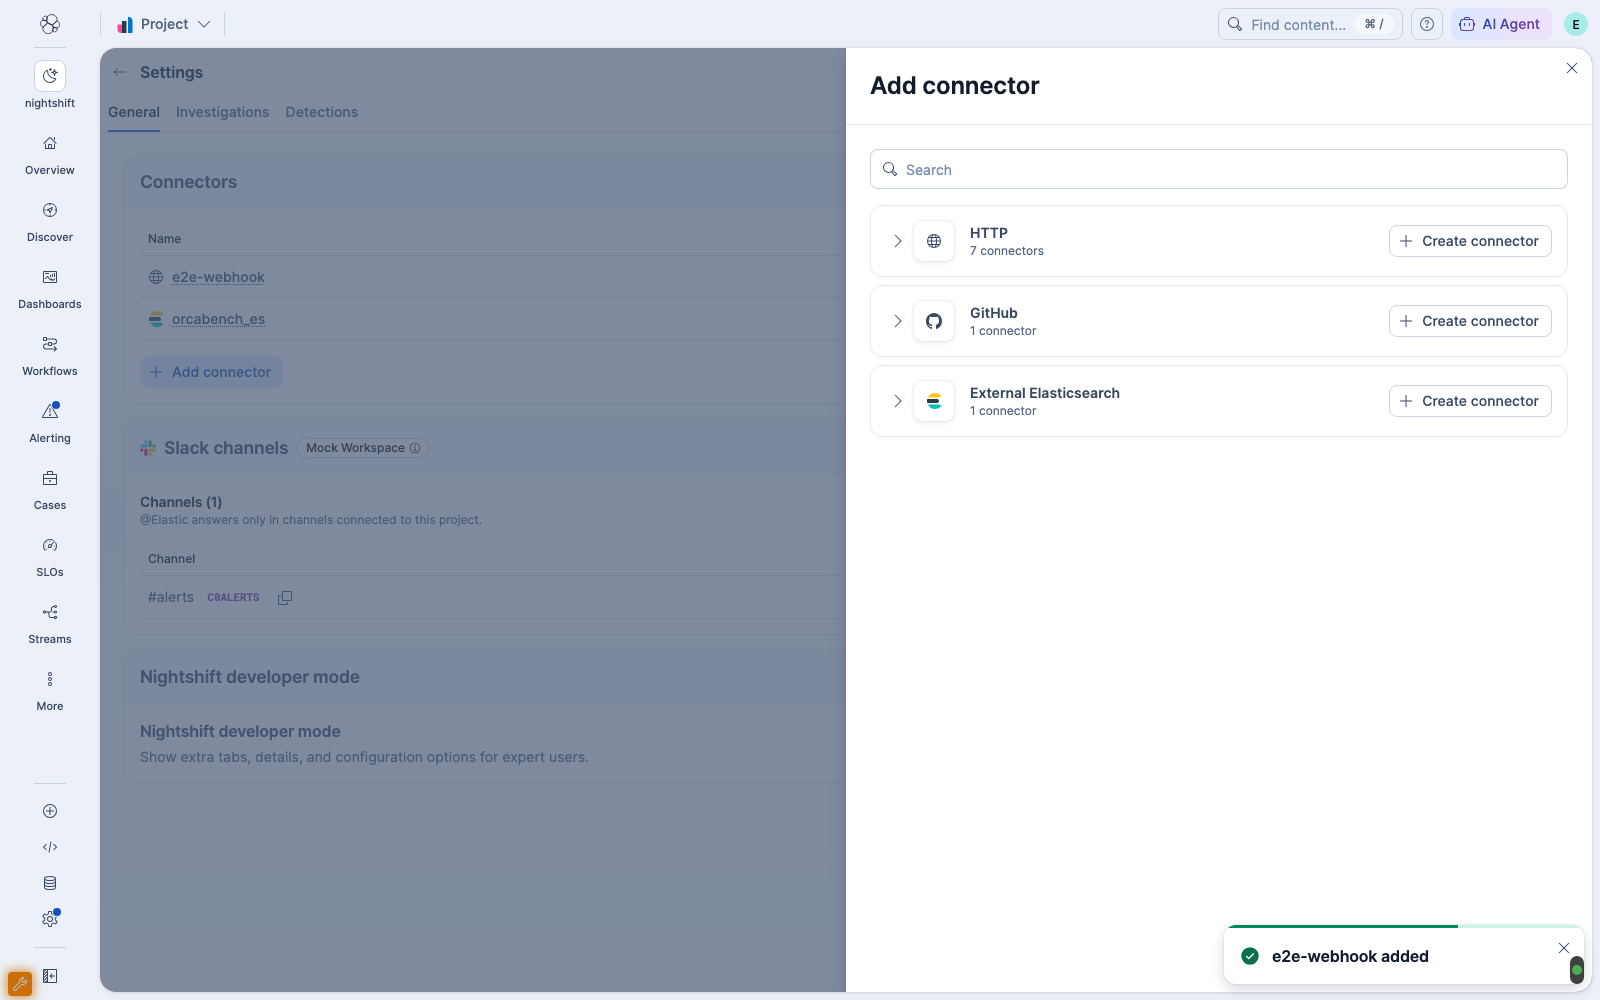 Project
Find content...
⌘ /
AI Agent
E
nightshift
Overview
Discover
Dashboards
Workflows
Alerting
Cases
SLOs
Streams
More
Settings
General
Investigations
Detections
Connectors
Name
e2e-webhook
orcabench_es
Add connector
Slack channels
Mock Workspace
Channels (1)
@Elastic answers only in channels connected to this project.
Channel
#alerts C0ALERTS
Nightshift developer mode
Nightshift developer mode
Show extra tabs, details, and configuration options for expert users.
Add connector
Search
HTTP
7 connectors
Create connector
GitHub
1 connector
Create connector
External Elasticsearch
1 connector
Create connector
e2e-webhook added